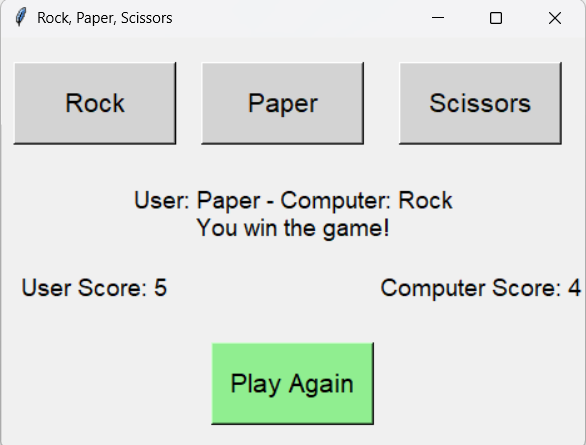 Rock, Paper, Scissors
Rock
Paper
Scissors
User: Paper - Computer: Rock
You win the game!
User Score: 5
Computer Score: 4
Play Again